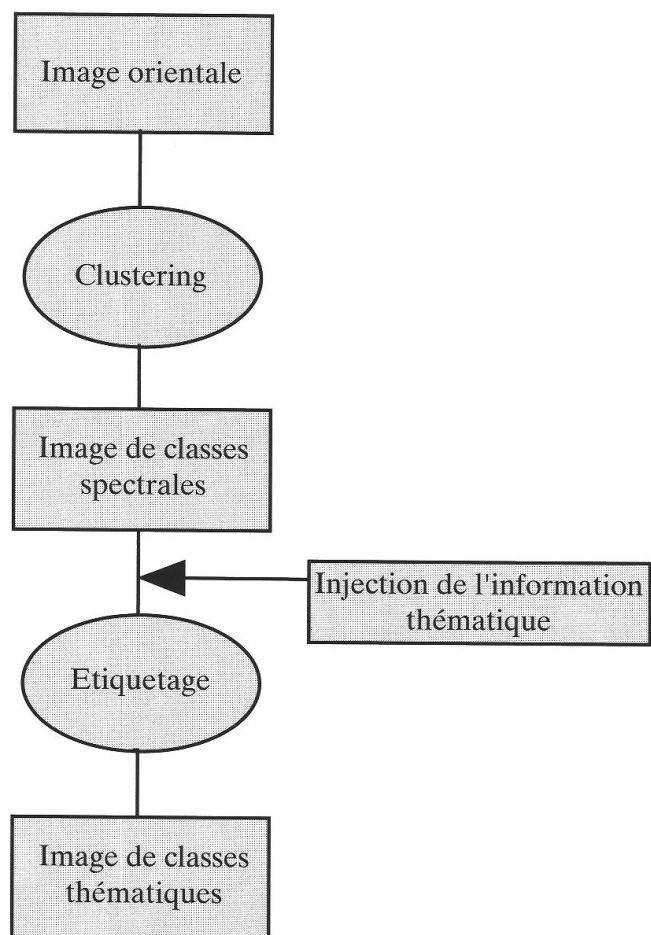 Image orientale
Clustering
Image de classes
spectrales
Injection de l'information
thématique
Etiquetage
Image de classes
thématiques